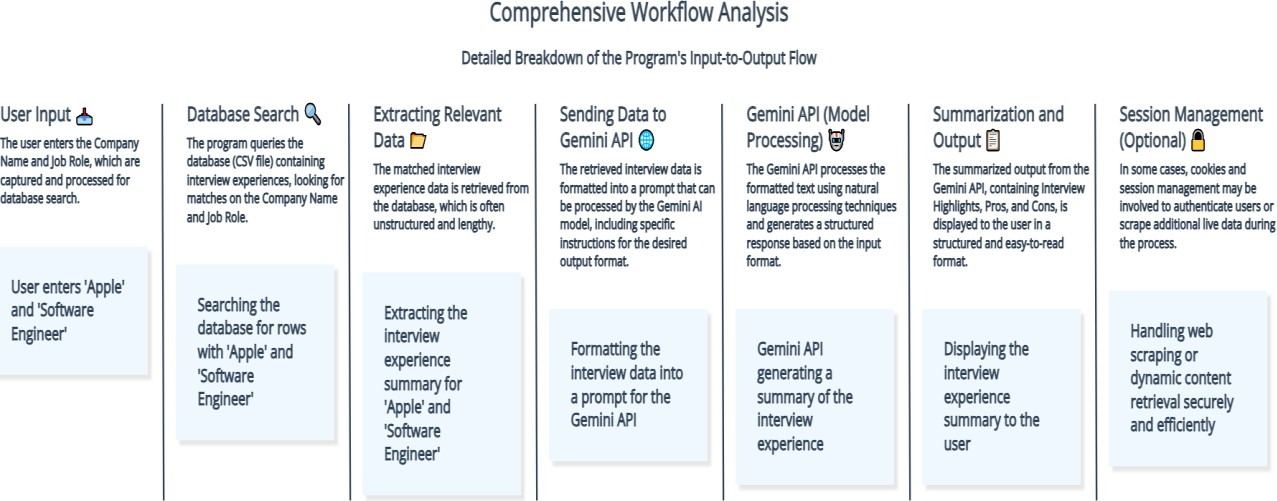 Comprehensive Workflow Analysis
Detailed Breakdown of the Program's Input-to-Output Flow
User Input
The user enters the Company
Name and Job Role, which are
captured and processed for
database search.
User enters 'Apple'
and 'Software
Engineer'
Database Search
The program queries the
database (CSV file) containing
interview experiences, looking for
matches on the Company Name
and Job Role.
Searching the
database for rows
with 'Apple' and
'Software
Engineer'
Extracting Relevant
Data
The matched interview
experience data is retrieved from
the database, which is often
unstructured and lengthy.
Extracting the
interview
experience
summary for
'Apple' and
'Software
Engineer'
Sending Data to
Gemini API
The retrieved interview data is
formatted into a prompt that can
be processed by the Gemini AI
model, including specific
instructions for the desired
output format.
Formatting the
interview data into
a prompt for the
Gemini API
Gemini API (Model
Processing)
The Gemini API processes the
formatted text using natural
language processing techniques
and generates a structured
response based on the input
format.
Gemini API
generating a
summary of the
interview
experience
Summarization and
Output
The summarized output from the
Gemini API, containing Interview
Highlights, Pros, and Cons, is
displayed to the user in a
structured and easy-to-read
format.
Displaying the
interview
experience
summary to the
user
Session Management
(Optional)
In some cases, cookies and
session management may be
involved to authenticate users or
scrape additional live data during
the process.
Handling web
scraping or
dynamic content
retrieval securely
and efficiently